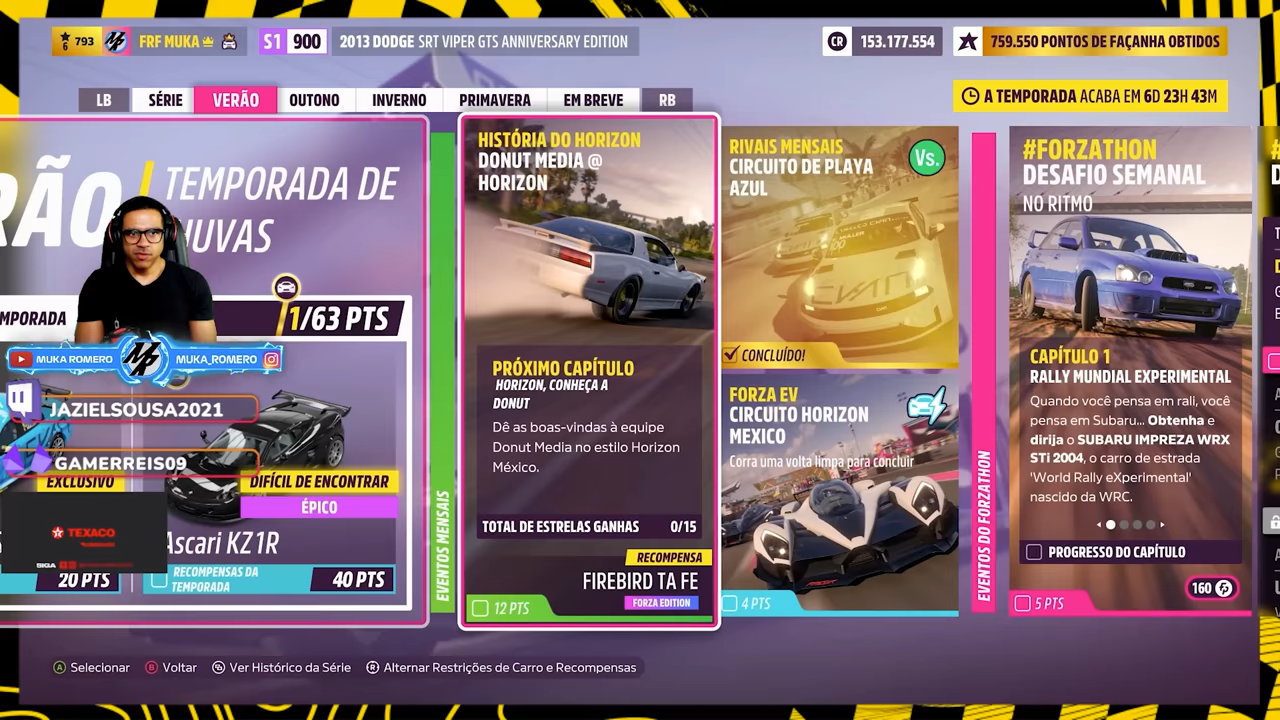 6 793
FRF MUKA
S1 900
2013 DODGE SRT VIPER GTS ANNIVERSARY EDITION
CR 153.177.554
759.550 PONTOS DE FAÇANHA OBTIDOS
LB
SÉRIE
VERÃO
OUTONO
INVERNO
PRIMAVERA
EM BREVE
RB
A TEMPORADA ACABA EM 6D 23H 43M
RÃO
TEMPORADA DE
HUVAS
MPORADA
1/63 PTS
MUKA ROMERO
MUKA_ROMERO
JAZIELSOUSA2021
GAMERREIS09
EXCLUSIVO
DIFÍCIL DE ENCONTRAR
ÉPICO
TEXACO
Ascari KZ1R
20 PTS
RECOMPENSAS DA
TEMPORADA
40 PTS
EVENTOS MENSAIS
HISTÓRIA DO HORIZON
DONUT MEDIA @
HORIZON
PRÓXIMO CAPÍTULO
HORIZON, CONHEÇA A
DONUT
Dê as boas-vindas à equipe
Donut Media no estilo Horizon
México.
TOTAL DE ESTRELAS GANHAS 0/15
RECOMPENSA
FIREBIRD TA FE
FORZA EDITION
12 PTS
RIVAIS MENSAIS
CIRCUITO DE PLAYA
AZUL
Vs.
CONCLUÍDO!
FORZA EV
CIRCUITO HORIZON
MEXICO
Corra uma volta limpa para concluir
4 PTS
EVENTOS DO FORZATHON
#FORZATHON
DESAFIO SEMANAL
NO RITMO
CAPÍTULO 1
RALLY MUNDIAL EXPERIMENTAL
Quando você pensa em rali, você
pensa em Subaru... Obtenha e
dirija o SUBARU IMPREZA WRX
STi 2004, o carro de estrada
'World Rally eXperimental'
nascido da WRC.
PROGRESSO DO CAPÍTULO
160
5 PTS
A Selecionar
B Voltar
Ver Histórico da Série
R Alternar Restrições de Carro e Recompensas